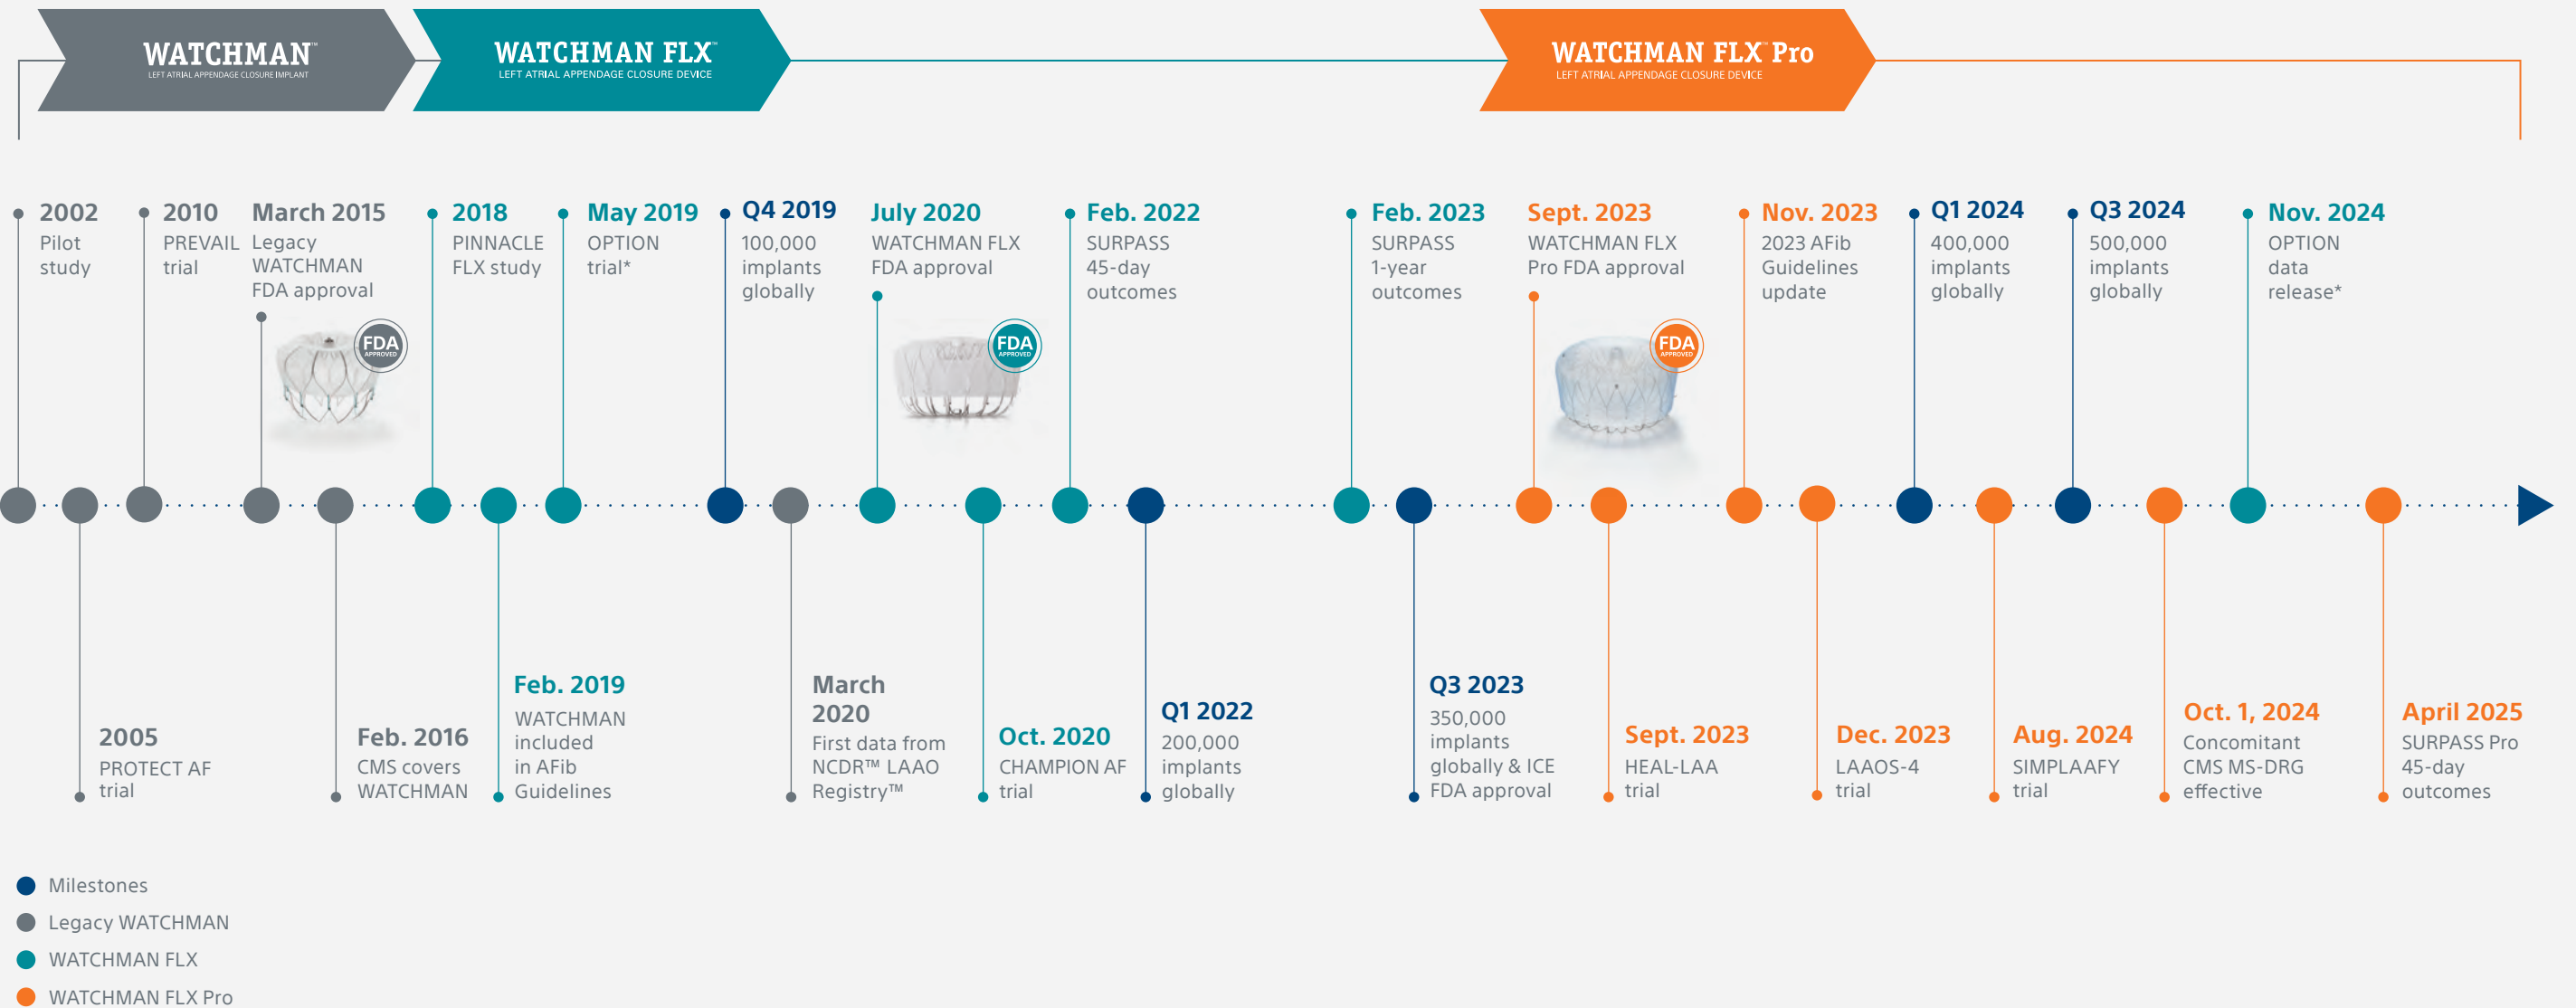 WATCHMAN™
LEFT ATRIAL APPENDAGE CLOSURE IMPLANT
WATCHMAN FLX™
LEFT ATRIAL APPENDAGE CLOSURE DEVICE
WATCHMAN FLX™ Pro
LEFT ATRIAL APPENDAGE CLOSURE DEVICE
2002
Pilot
study
2010
PREVAIL
trial
March 2015
Legacy
WATCHMAN
FDA approval
FDA
APPROVED
2018
PINNACLE
FLX study
May 2019
OPTION
trial*
Q4 2019
100,000
implants
globally
July 2020
WATCHMAN FLX
FDA approval
FDA
APPROVED
Feb. 2022
SURPASS
45-day
outcomes
Feb. 2023
SURPASS
1-year
outcomes
Sept. 2023
WATCHMAN FLX
Pro FDA approval
FDA
APPROVED
Nov. 2023
2023 AFib
Guidelines
update
Q1 2024
400,000
implants
globally
Q3 2024
500,000
implants
globally
Nov. 2024
OPTION
data
release*
2005
PROTECT AF
trial
Feb. 2016
CMS covers
WATCHMAN
Feb. 2019
WATCHMAN
included
in AFib
Guidelines
March
2020
First data from
NCDR™ LAAO
Registry™
Oct. 2020
CHAMPION AF
trial
Q1 2022
200,000
implants
globally
Q3 2023
350,000
implants
globally & ICE
FDA approval
Sept. 2023
HEAL-LAA
trial
Dec. 2023
LAAOS-4
trial
Aug. 2024
SIMPLAAFY
trial
Oct. 1, 2024
Concomitant
CMS MS-DRG
effective
April 2025
SURPASS Pro
45-day
outcomes
Milestones
Legacy WATCHMAN
WATCHMAN FLX
WATCHMAN FLX Pro